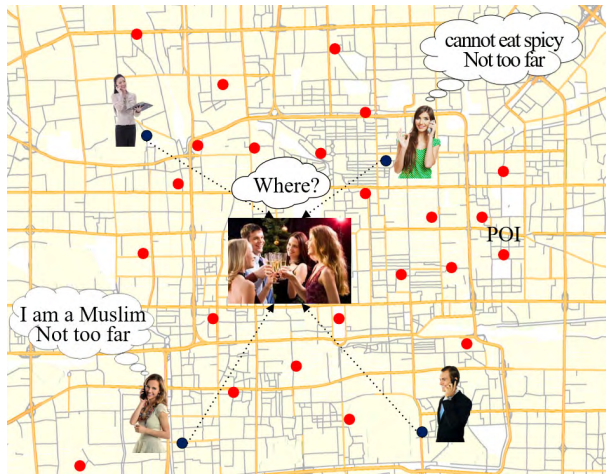 cannot eat spicy
Not too far
Where?
POI
I am a Muslim
Not too far